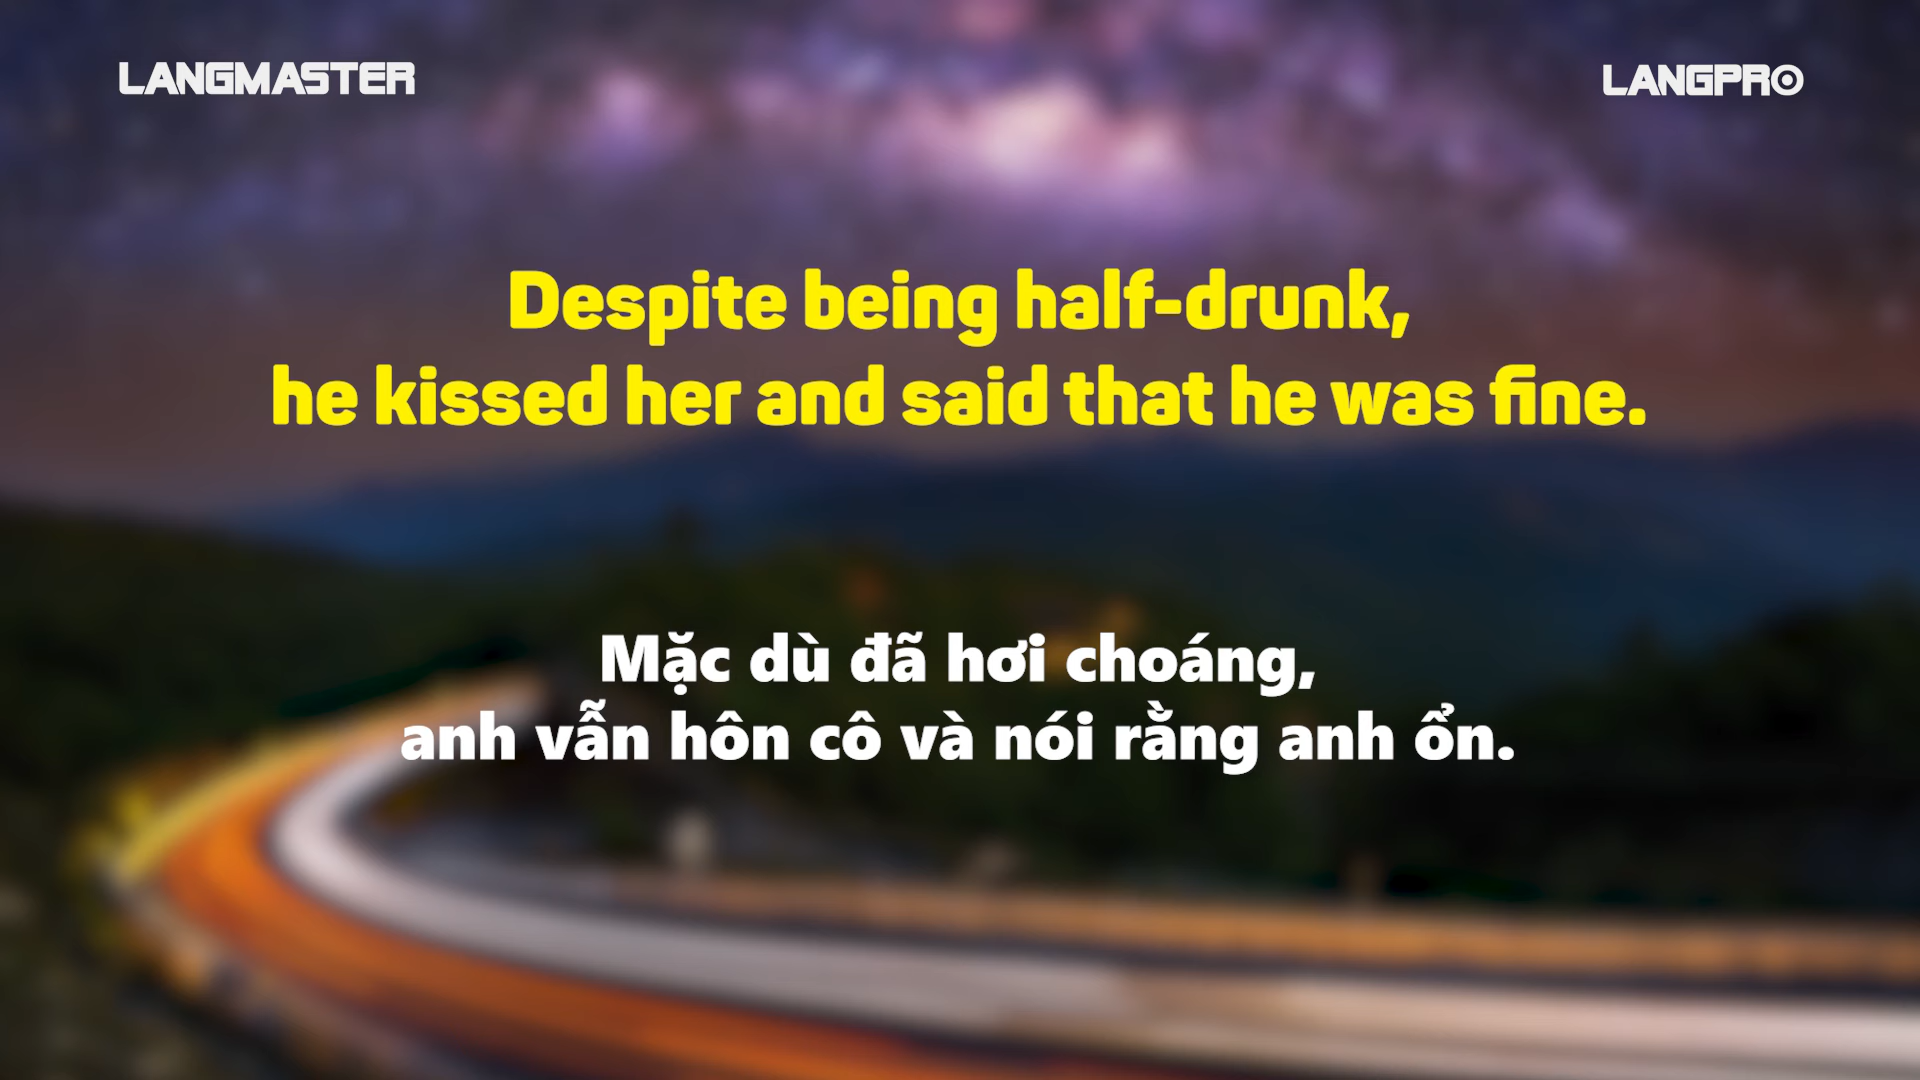 LANGMASTER
LANGPRO
Despite being half-drunk,
he kissed her and said that he was fine.
Mặc dù đã hơi choáng,
anh vẫn hôn cô và nói rằng anh ổn.